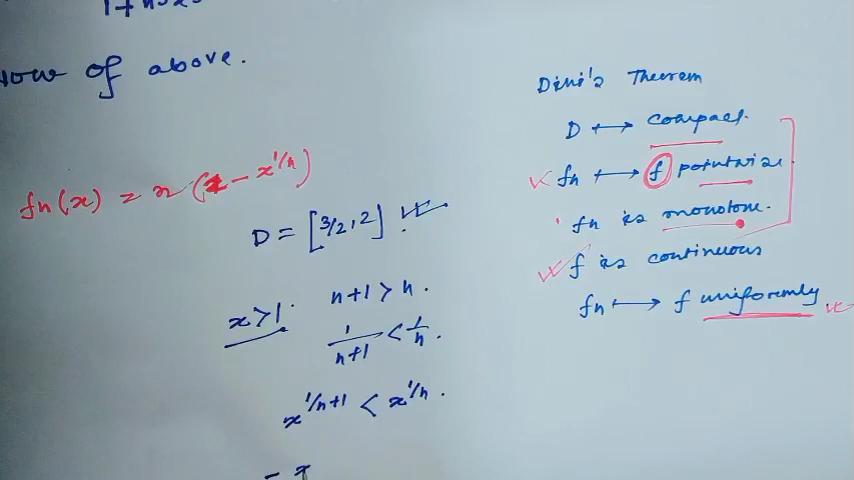 of above.
fn(x) = n( - x^1/n)
D = [3/2, 2]
x>1. n+1>n.
1/n+1 < 1/n.
x^1/n+1 < x^1/n.
- x
Dini's Theorem
D ⟷ compact.
fn ⟷ f pointwise
fn is monotone.
f is continuous
fn ⟷ f uniformly